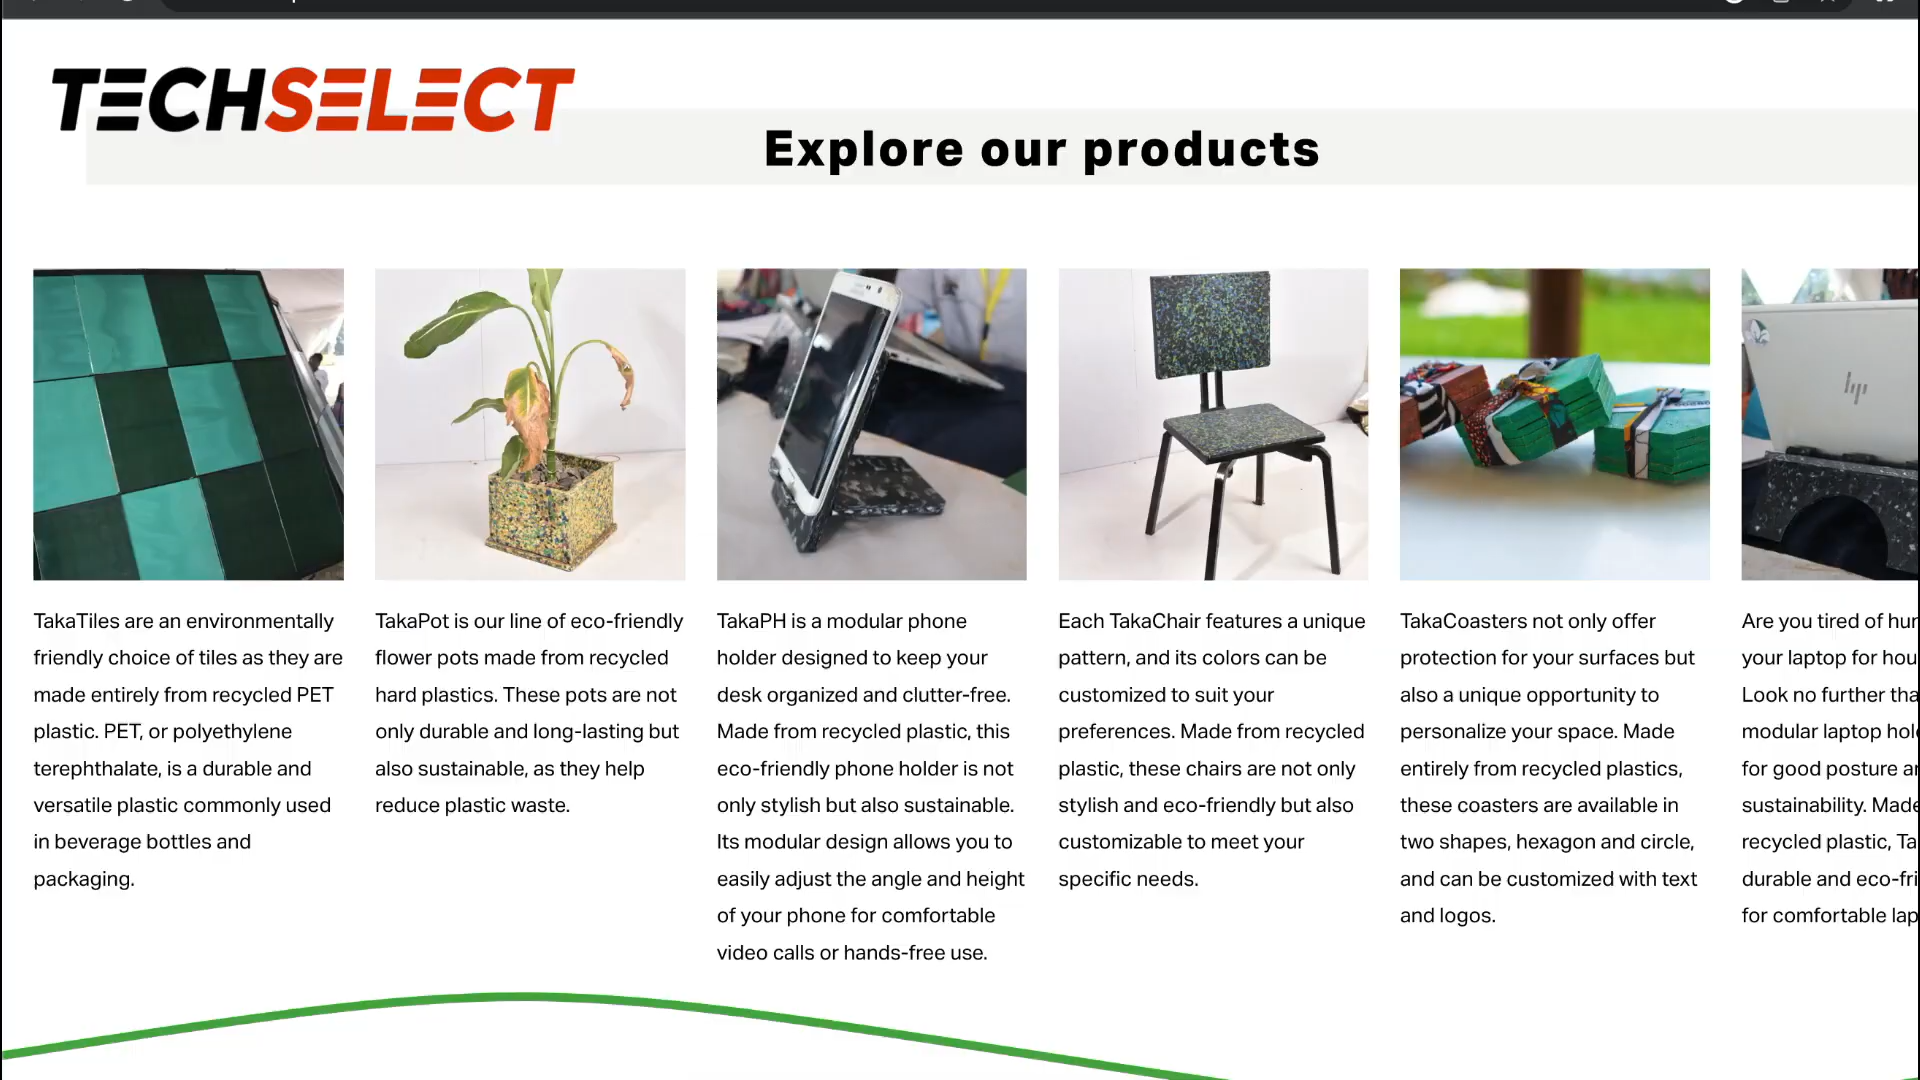 TECHSELECT
Explore our products
TakaTiles are an environmentally
friendly choice of tiles as they are
made entirely from recycled PET
plastic. PET, or polyethylene
terephthalate, is a durable and
versatile plastic commonly used
in beverage bottles and
packaging.
TakaPot is our line of eco-friendly
flower pots made from recycled
hard plastics. These pots are not
only durable and long-lasting but
also sustainable, as they help
reduce plastic waste.
TakaPH is a modular phone
holder designed to keep your
desk organized and clutter-free.
Made from recycled plastic, this
eco-friendly phone holder is not
only stylish but also sustainable.
Its modular design allows you to
easily adjust the angle and height
of your phone for comfortable
video calls or hands-free use.
Each TakaChair features a unique
pattern, and its colors can be
customized to suit your
preferences. Made from recycled
plastic, these chairs are not only
stylish and eco-friendly but also
customizable to meet your
specific needs.
TakaCoasters not only offer
protection for your surfaces but
also a unique opportunity to
personalize your space. Made
entirely from recycled plastics,
these coasters are available in
two shapes, hexagon and circle,
and can be customized with text
and logos.
hp
Are you tired of
your laptop for
Look no further
modular laptop
for good posture
sustainability. Made
recycled plastic,
durable and
for comfortable